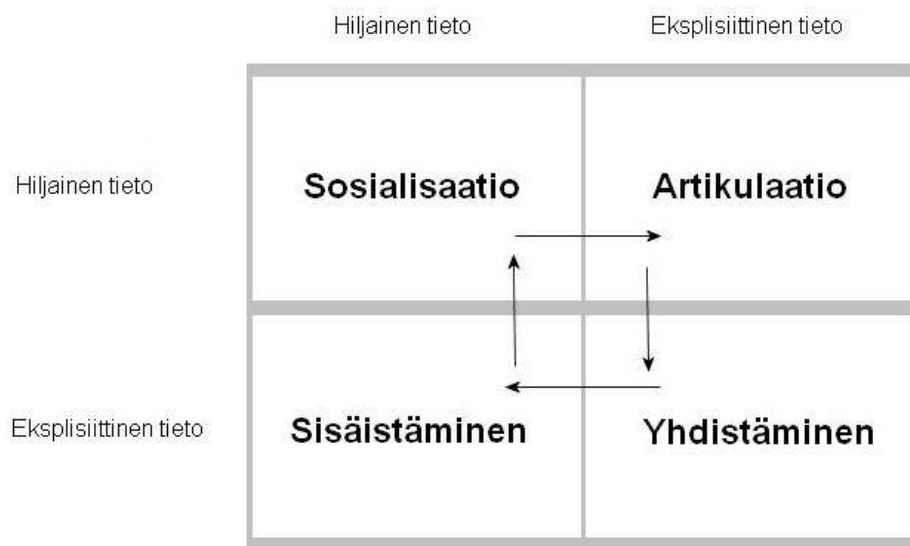 Hiljainen tieto Eksplisiittinen tieto
Hiljainen tieto Sosialisaatio Artikulaatio
Eksplisiittinen tieto Sisäistäminen Yhdistäminen